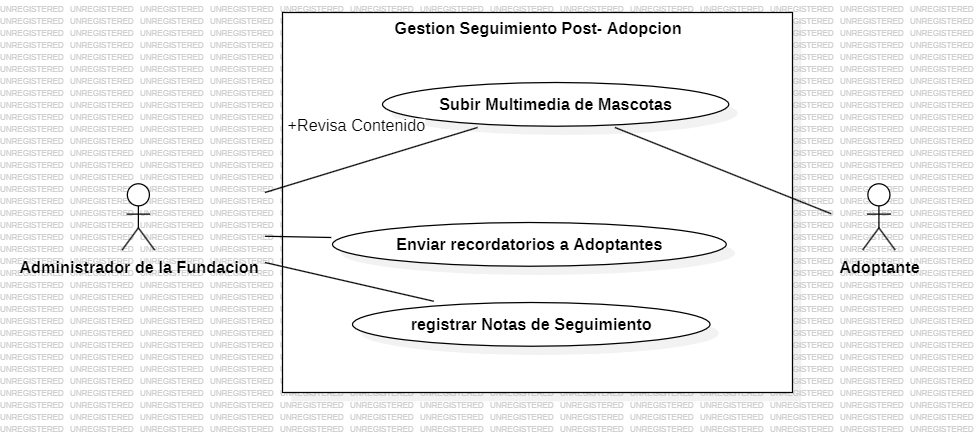 Gestion Seguimiento Post- Adopcion
Subir Multimedia de Mascotas
+Revisa Contenido
Enviar recordatorios a Adoptantes
Administrador de la Fundacion
Adoptante
registrar Notas de Seguimiento
UNREGISTERED